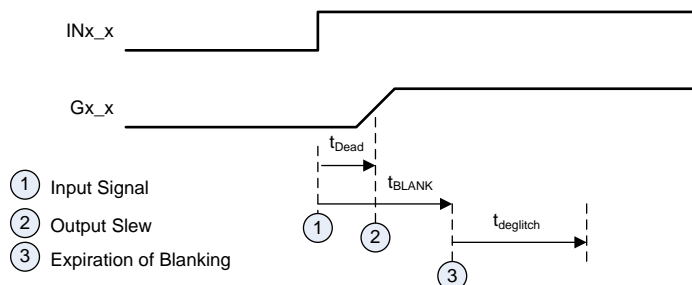 INx_x
Gx_x
tDead
tBLANK
1 Input Signal
2 Output Slew
3 Expiration of Blanking
1
2
tdeglitch
3